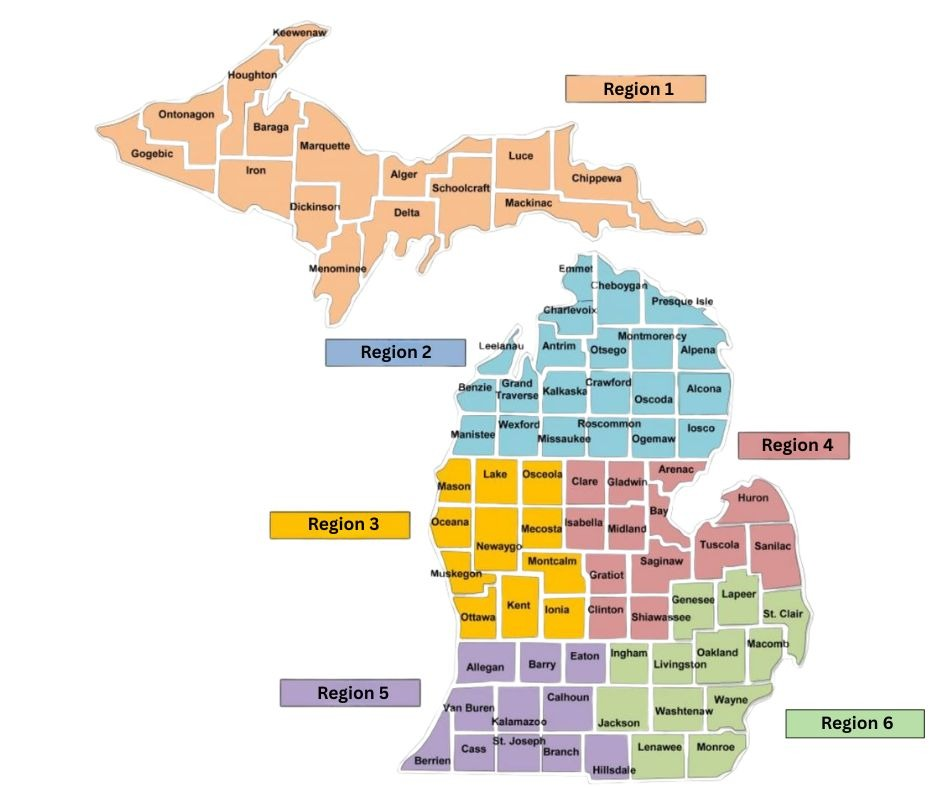 Keewenaw
Houghton
Region 1
Ontonagon
Baraga
Marquette
Gogebic
Iron
Luce
Alger
Schoolcraft
Chippewa
Dickinson
Delta
Mackinac
Menominee
Emmet
Cheboygan
Presque Isle
Charlevoix
Region 2
Leelanau
Antrim
Otsego
Montmorency
Alpena
Benzie
Grand
Traverse
Kalkaska
Crawford
Oscoda
Alcona
Manistee
Wexford
Missaukee
Roscommon
Ogemaw
Iosco
Region 4
Mason
Lake
Osceola
Clare
Gladwin
Arenac
Huron
Region 3
Oceana
Newaygo
Mecosta
Isabella
Midland
Bay
Tuscola
Sanilac
Muskegon
Montcalm
Gratiot
Saginaw
Ottawa
Kent
Ionia
Clinton
Shiawassee
Genesee
Lapeer
St. Clair
Region 5
Allegan
Barry
Eaton
Ingham
Livingston
Oakland
Macomb
Van Buren
Kalamazoo
Calhoun
Jackson
Washtenaw
Wayne
Region 6
Berrien
Cass
St. Joseph
Branch
Hillsdale
Lenawee
Monroe